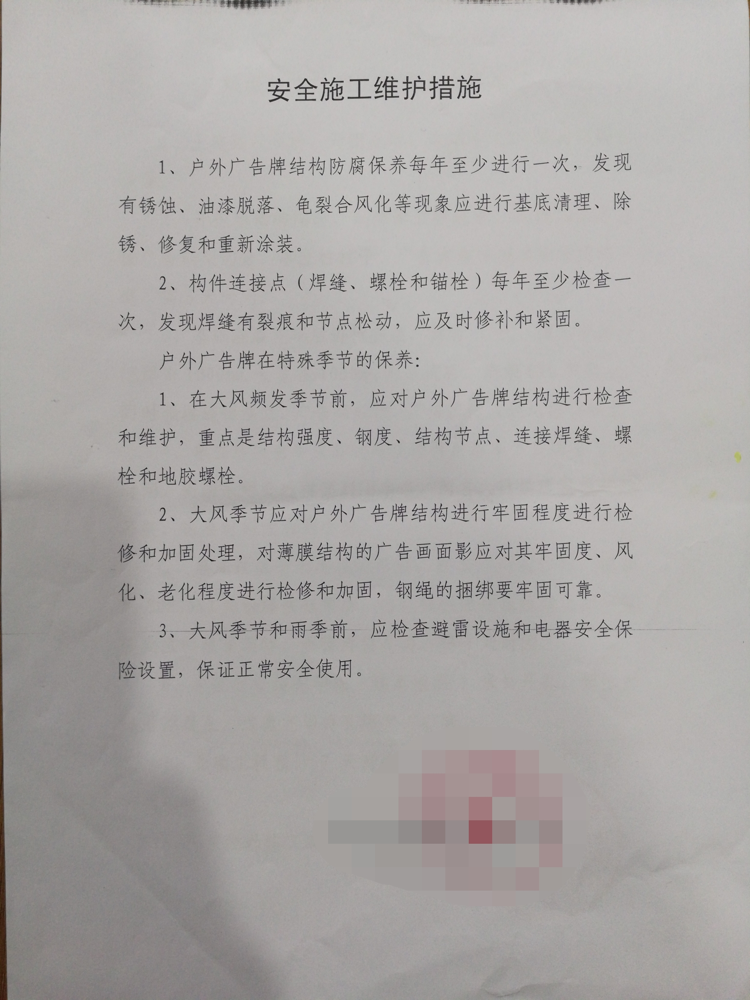 安全施工维护措施
1、户外广告牌结构防腐保养每年至少进行一次，发现
有锈蚀、油漆脱落、龟裂合风化等现象应进行基底清理、除
锈、修复和重新涂装。
2、构件连接点（焊缝、螺栓和锚栓）每年至少检查一
次，发现焊缝有裂痕和节点松动，应及时修补和紧固。
户外广告牌在特殊季节的保养：
1、在大风频发季节前，应对户外广告牌结构进行检查
和维护，重点是结构强度、钢度、结构节点、连接焊缝、螺
栓和地胶螺栓。
2、大风季节应对户外广告牌结构进行牢固程度进行检
修和加固处理，对薄膜结构的广告画面影应对其牢固度、风
化、老化程度进行检修和加固，钢绳的捆绑要牢固可靠。
3、大风季节和雨季前，应检查避雷设施和电器安全保
险设置，保证正常安全使用。